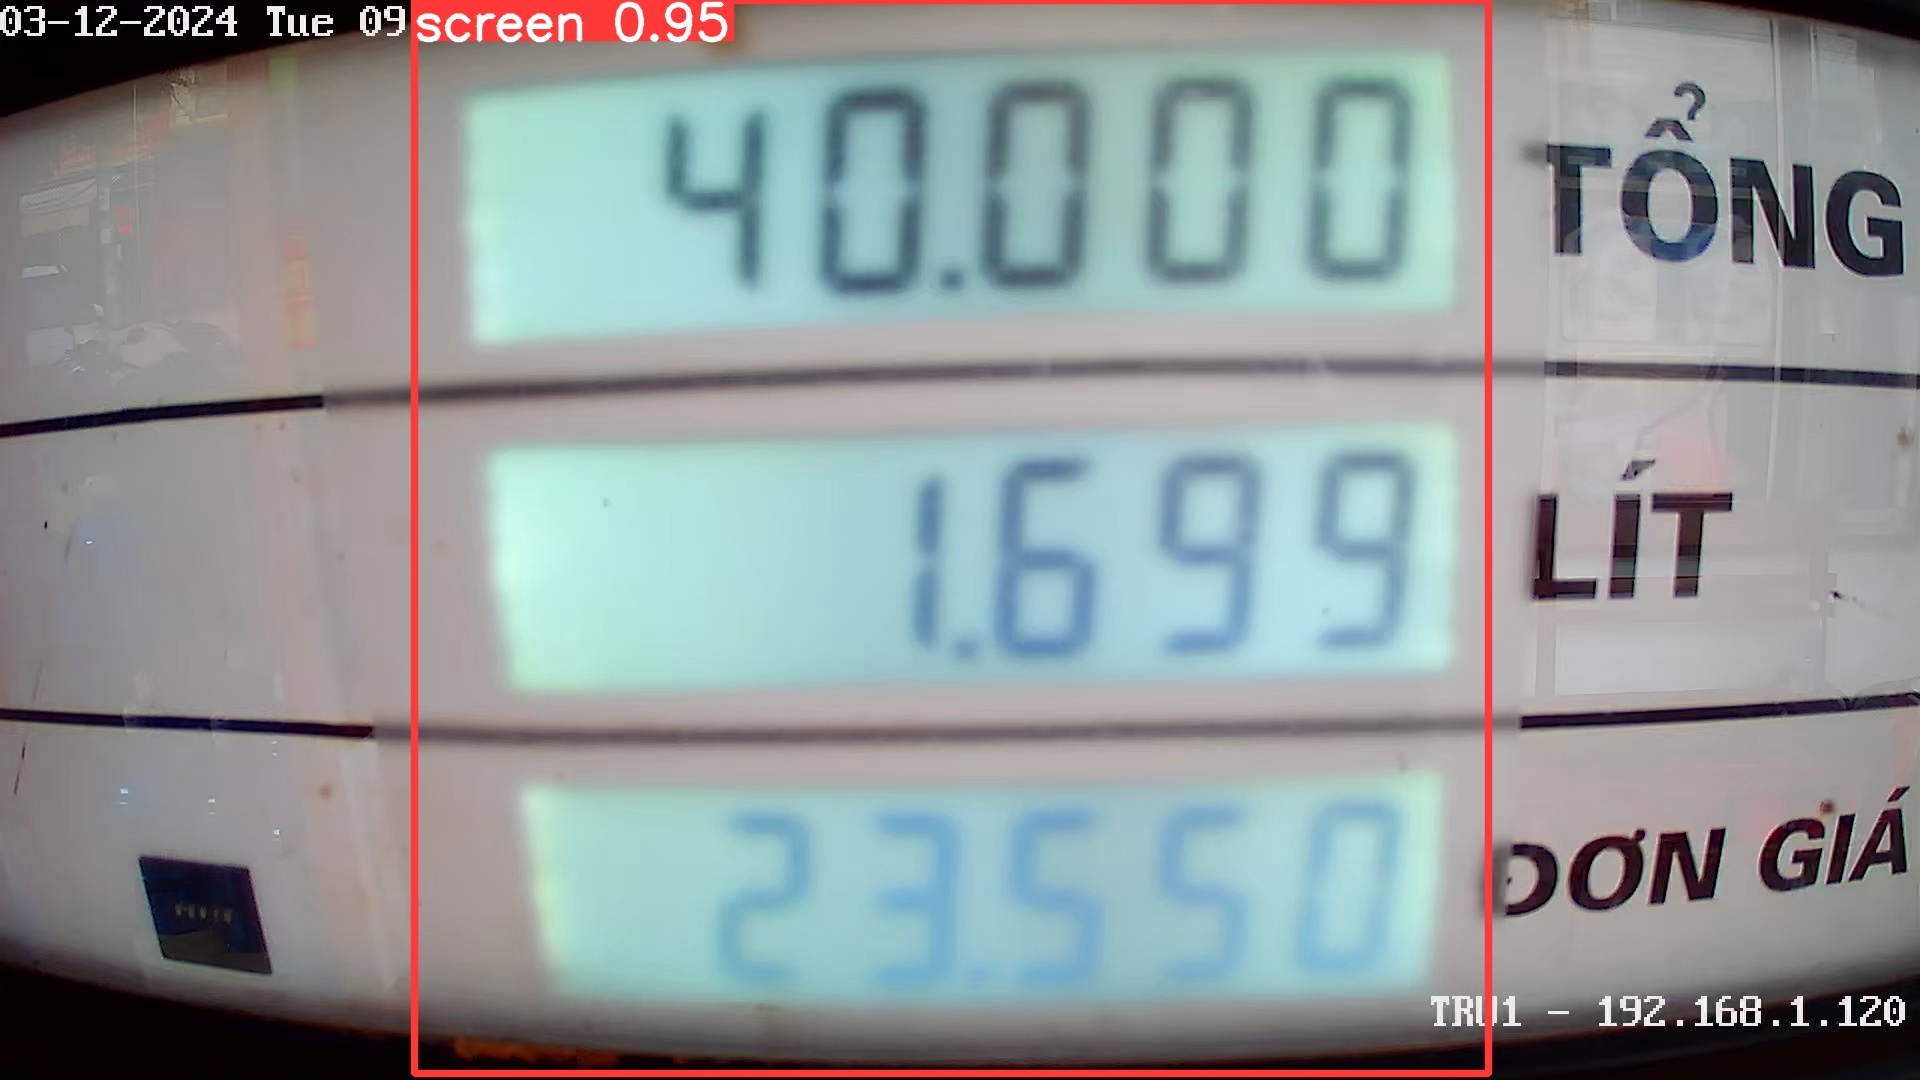 03-12-2024 Tue 09
screen 0.95
40.000
TỔNG
1.699
LÍT
23.550
ĐƠN GIÁ
TRU1 - 192.168.1.120